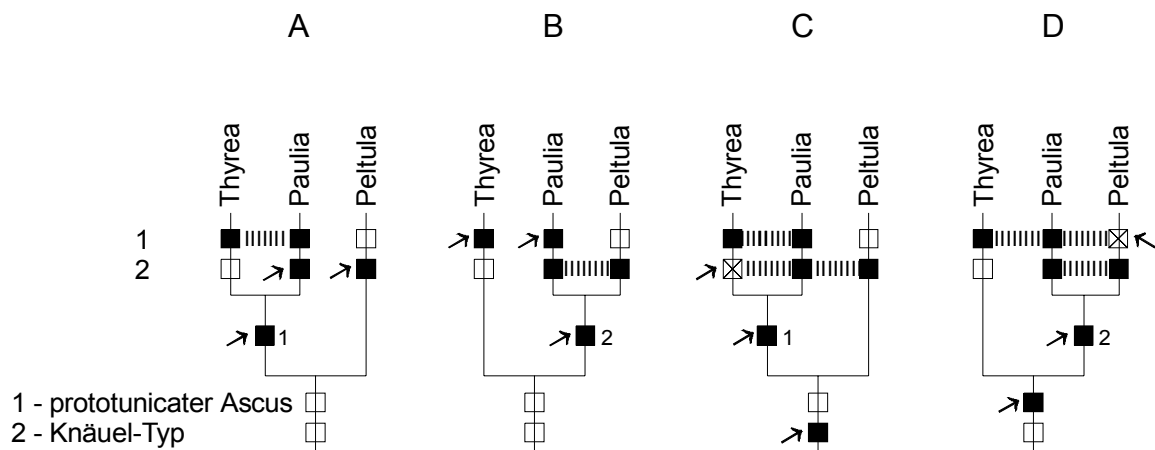 A B C D
Thyrea Paulia Peltula Thyrea Paulia Peltula Thyrea Paulia Peltula Thyrea Paulia Peltula
1
2
1 2 1 2
1 - prototunicater Ascus
2 - Knäuel-Typ